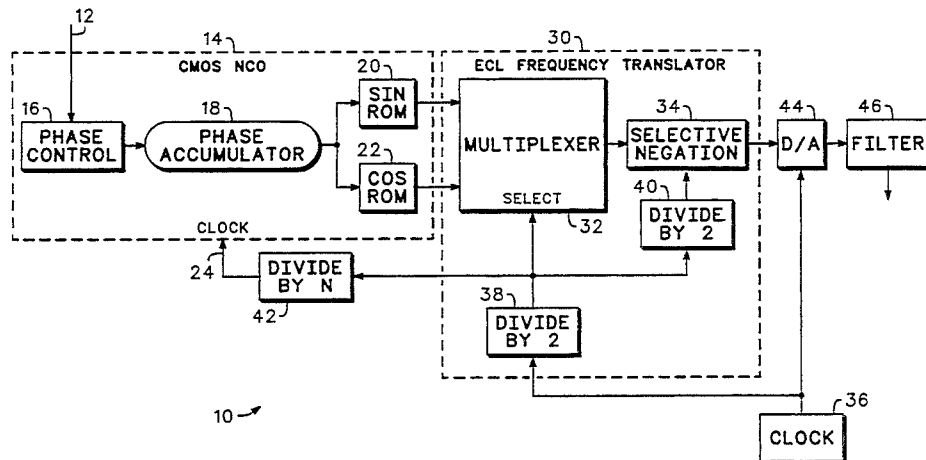 12
14
CMOS NCO
30
ECL FREQUENCY TRANSLATOR
20
SIN
ROM
16
PHASE
CONTROL
18
PHASE
ACCUMULATOR
22
COS
ROM
MULTIPLEXER
SELECT
32
34
SELECTIVE
NEGATION
44
D/A
46
FILTER
40
DIVIDE
BY 2
CLOCK
24
DIVIDE
BY N
42
38
DIVIDE
BY 2
10
36
CLOCK